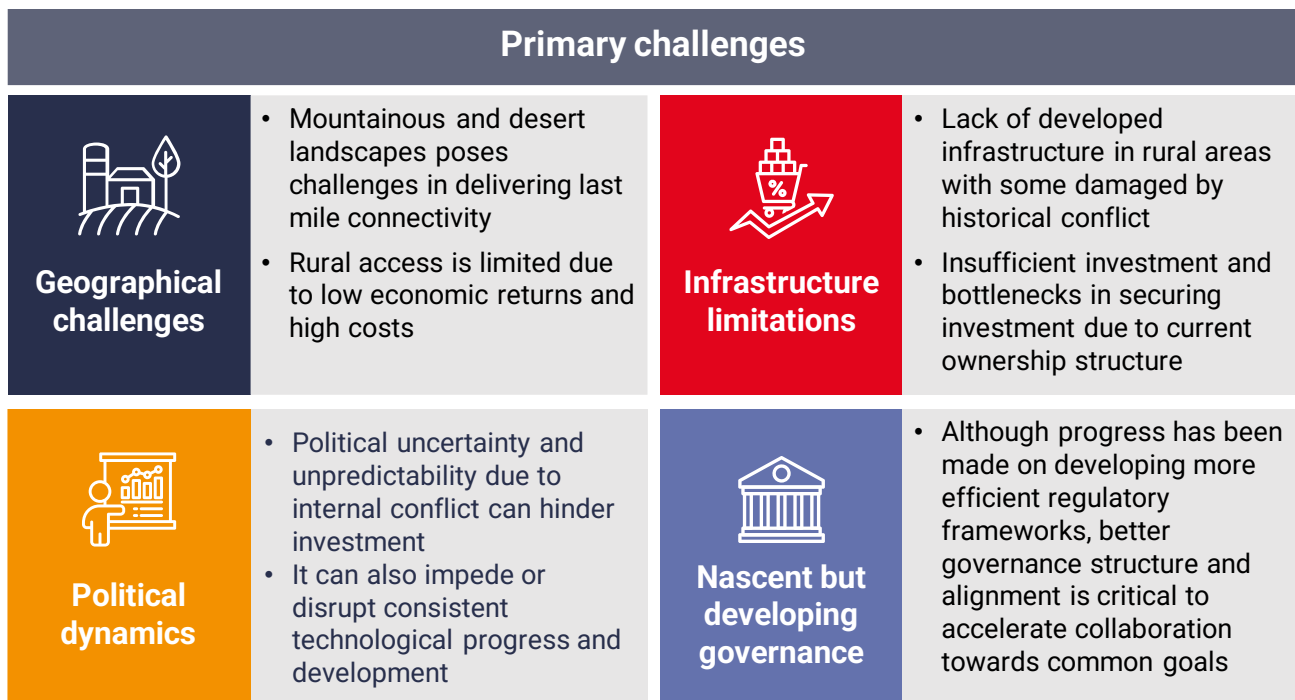 Primary challenges
Geographical
challenges
• Mountainous and desert
landscapes poses
challenges in delivering last
mile connectivity
• Rural access is limited due
to low economic returns and
high costs
%
Infrastructure
limitations
• Lack of developed
infrastructure in rural areas
with some damaged by
historical conflict
• Insufficient investment and
bottlenecks in securing
investment due to current
ownership structure
Political
dynamics
• Political uncertainty and
unpredictability due to
internal conflict can hinder
investment
• It can also impede or
disrupt consistent
technological progress and
development
Nascent but
developing
governance
• Although progress has been
made on developing more
efficient regulatory
frameworks, better
governance structure and
alignment is critical to
accelerate collaboration
towards common goals